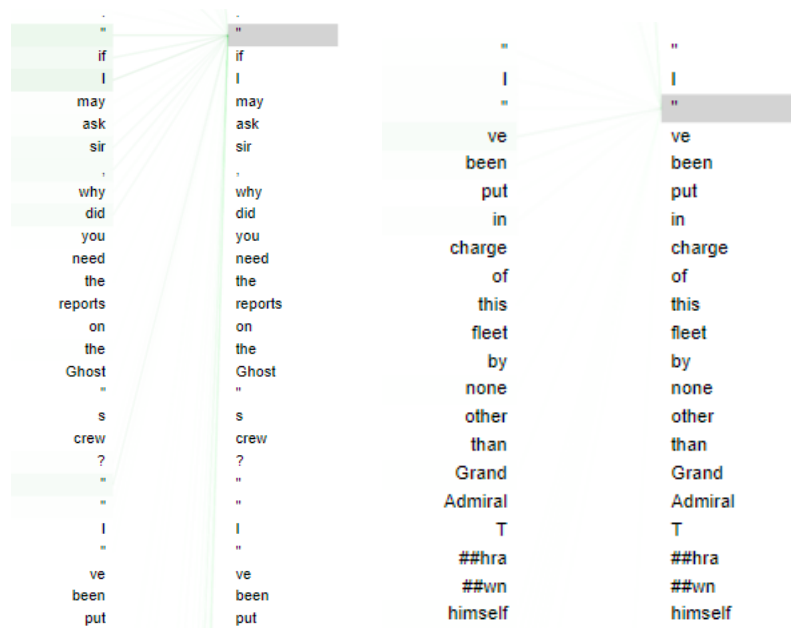 "
if
I
may
ask
sir
,
why
did
you
need
the
reports
on
the
Ghost
"
s
crew
?
"
"
I
"
ve
been
put
"
if
I
may
ask
sir
,
why
did
you
need
the
reports
on
the
Ghost
"
s
crew
?
"
"
I
"
ve
been
put
"
I
"
ve
been
put
in
charge
of
this
fleet
by
none
other
than
Grand
Admiral
T
##hra
##wn
himself
"
I
"
ve
been
put
in
charge
of
this
fleet
by
none
other
than
Grand
Admiral
T
##hra
##wn
himself